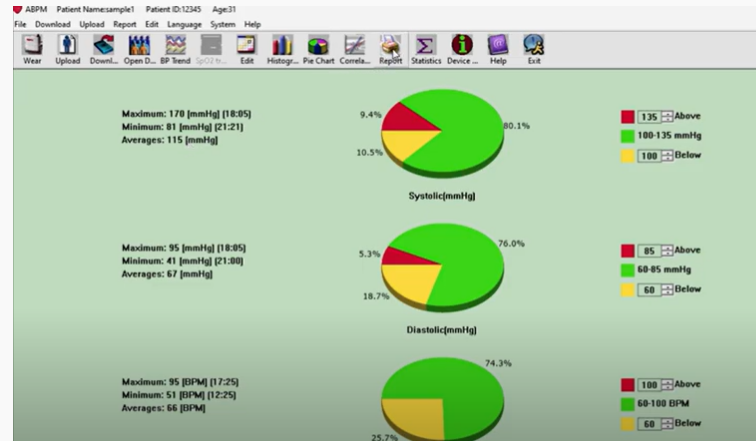 ABPM Patient Name:sample1 Patient ID:12345 Age:31
File Download Upload Report Edit Language System Help
Wear Upload Downl... Open D... BP Trend SpO2 tr... Edit Histogr... Pie Chart Correla... Report Statistics Device ... Help Exit
Maximum: 170 [mmHg] (18:05)
Minimum: 81 [mmHg] (21:21)
Averages: 115 [mmHg]
9.4%
80.1%
10.5%
135 Above
100-135 mmHg
100 Below
Systolic(mmHg)
Maximum: 95 [mmHg] (18:05)
Minimum: 41 [mmHg] (21:00)
Averages: 67 [mmHg]
5.3%
76.0%
18.7%
85 Above
60-85 mmHg
60 Below
Diastolic(mmHg)
Maximum: 95 [BPM] (17:25)
Minimum: 51 [BPM] (12:25)
Averages: 66 [BPM]
74.3%
25.7%
100 Above
60-100 BPM
60 Below